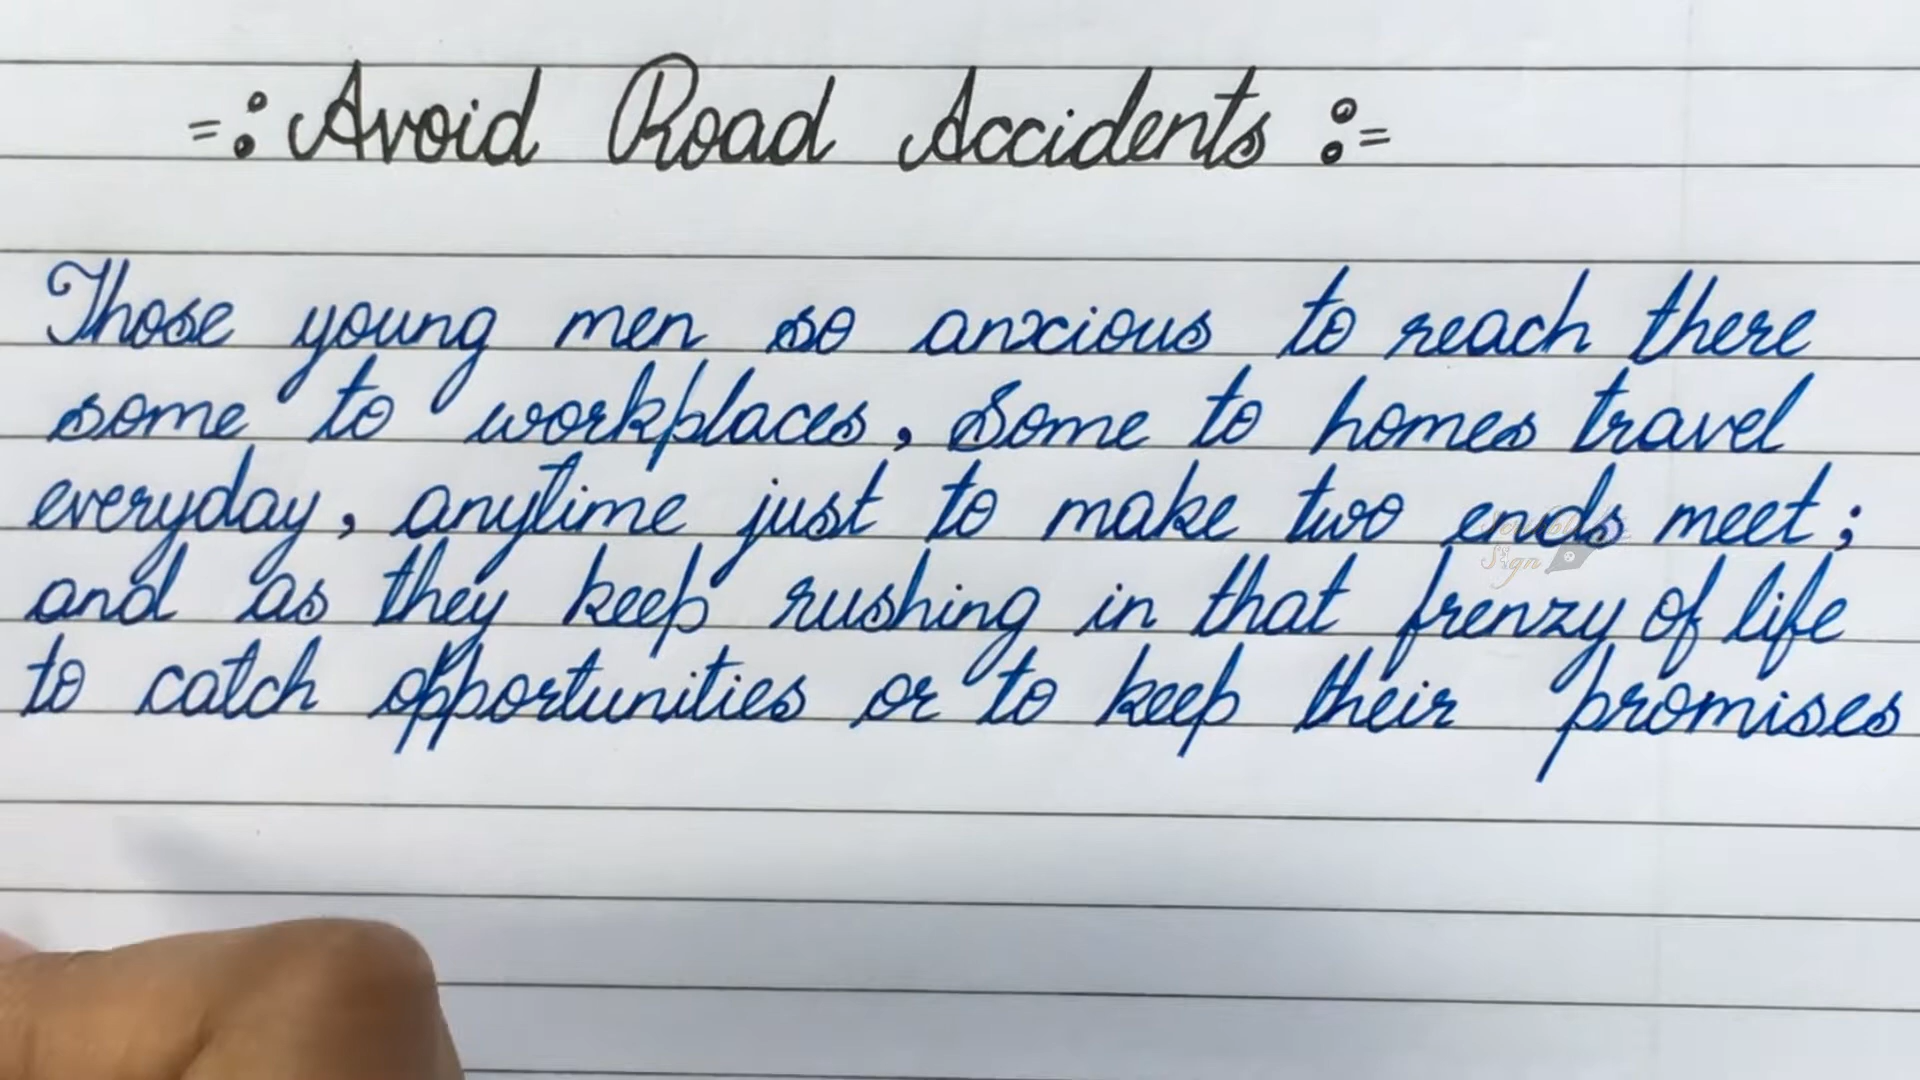 =: Avoid Road Accidents :=
Those young men so anxious to reach there
some to workplaces, Some to homes travel
everyday, anytime just to make two ends meet;
and as they keep rushing in that frenzy of life
to catch opportunities or to keep their promises